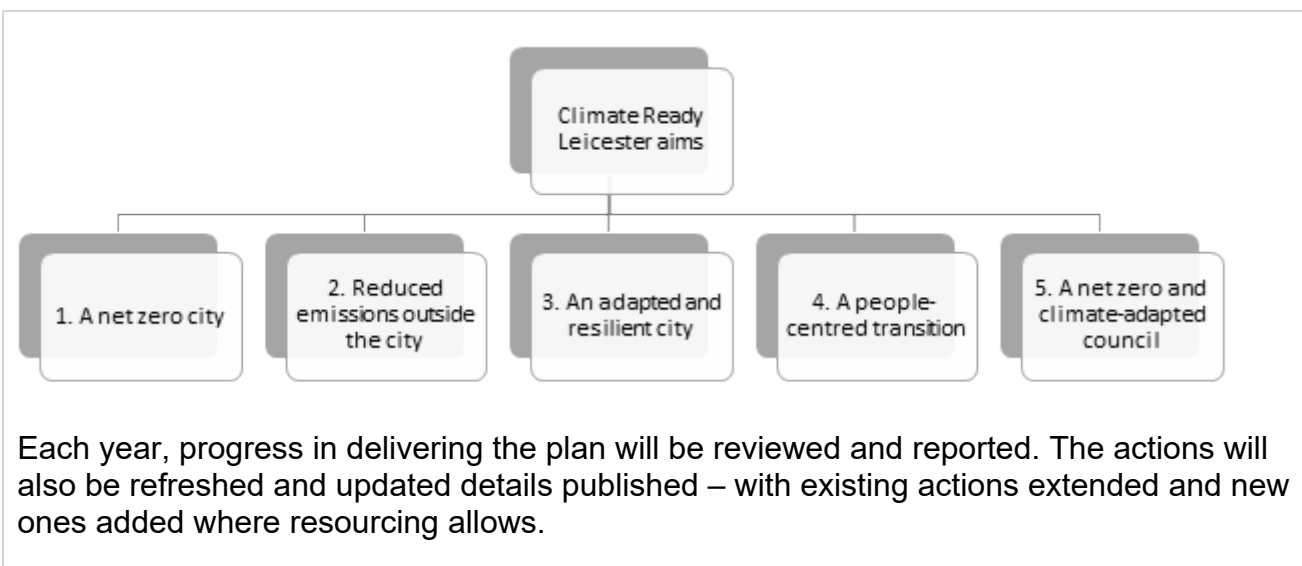 Climate Ready
Leicester aims
1. A net zero city
2. Reduced
emissions outside
the city
3. An adapted and
resilient city
4. A people-
centred transition
5. A net zero and
climate-adapted
council
Each year, progress in delivering the plan will be reviewed and reported. The actions will
also be refreshed and updated details published – with existing actions extended and new
ones added where resourcing allows.